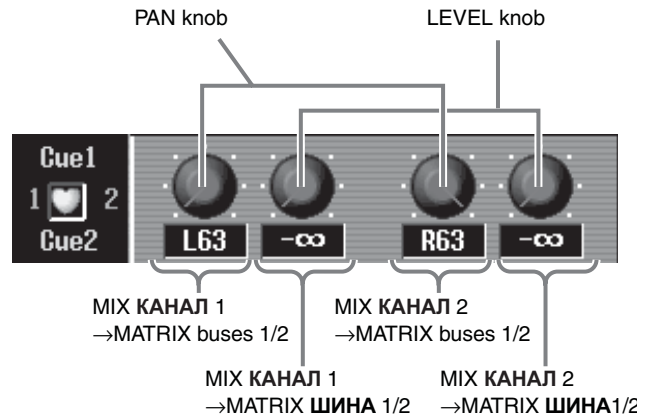 PAN knob
LEVEL knob
Cue1
1 2
Cue2
L63
-∞
R63
-∞
MIX КАНАЛ 1
→MATRIX buses 1/2
MIX КАНАЛ 2
→MATRIX buses 1/2
MIX КАНАЛ 1
→MATRIX ШИНА 1/2
MIX КАНАЛ 2
→MATRIX ШИНА1/2